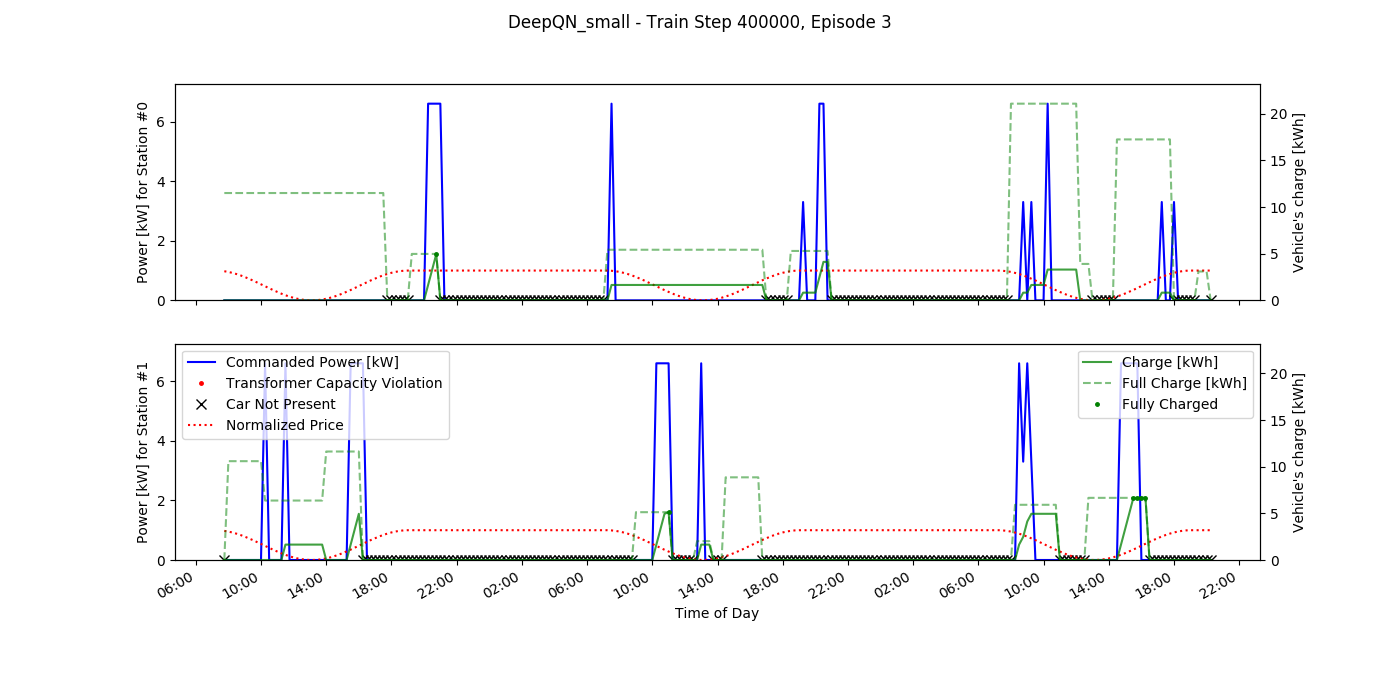 DeepQN_small - Train Step 400000, Episode 3
Power [kW] for Station #0
6
4
2
0
20
15
10
5
0
Vehicle's charge [kWh]
Power [kW] for Station #1
6
4
2
0
Commanded Power [kW]
Transformer Capacity Violation
Car Not Present
Normalized Price
Charge [kWh]
Full Charge [kWh]
Fully Charged
20
15
10
5
0
Vehicle's charge [kWh]
06:00 10:00 14:00 18:00 22:00 02:00 06:00 10:00 14:00 18:00 22:00 02:00 06:00 10:00 14:00 18:00 22:00
Time of Day